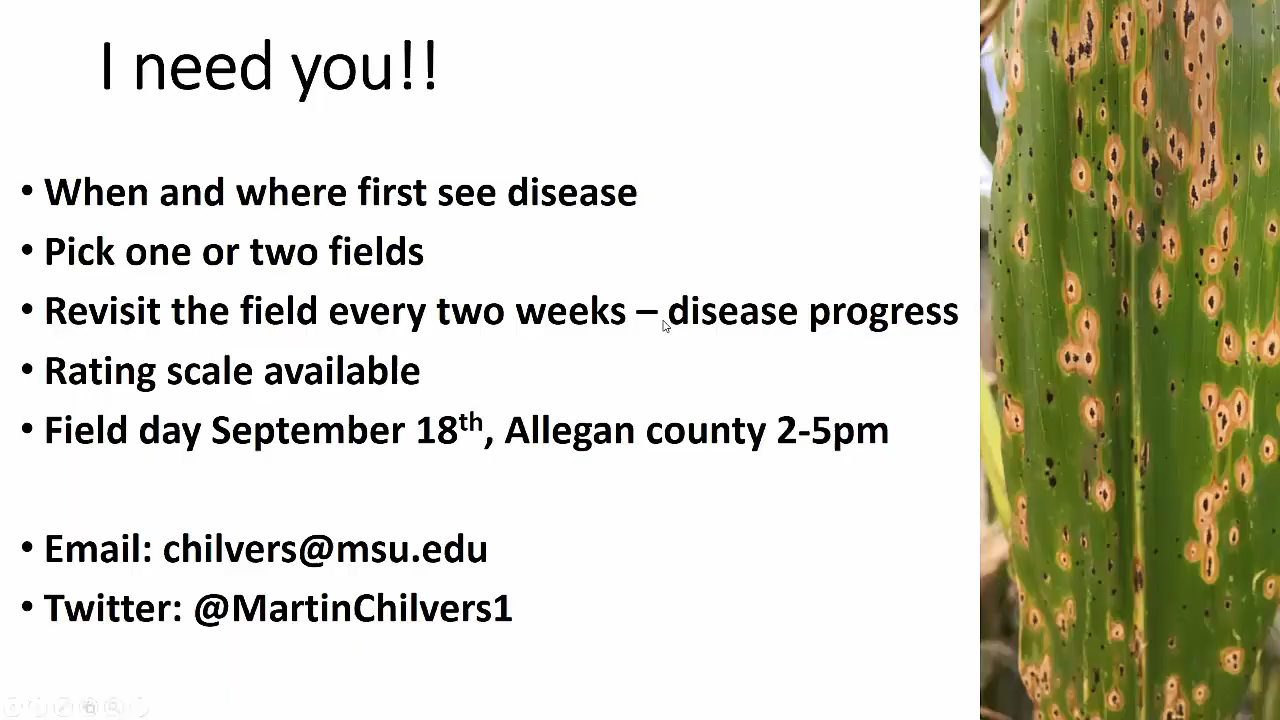 I need you!!
• When and where first see disease
• Pick one or two fields
• Revisit the field every two weeks – disease progress
• Rating scale available
• Field day September 18th, Allegan county 2-5pm
• Email: chilvers@msu.edu
• Twitter: @MartinChilvers1